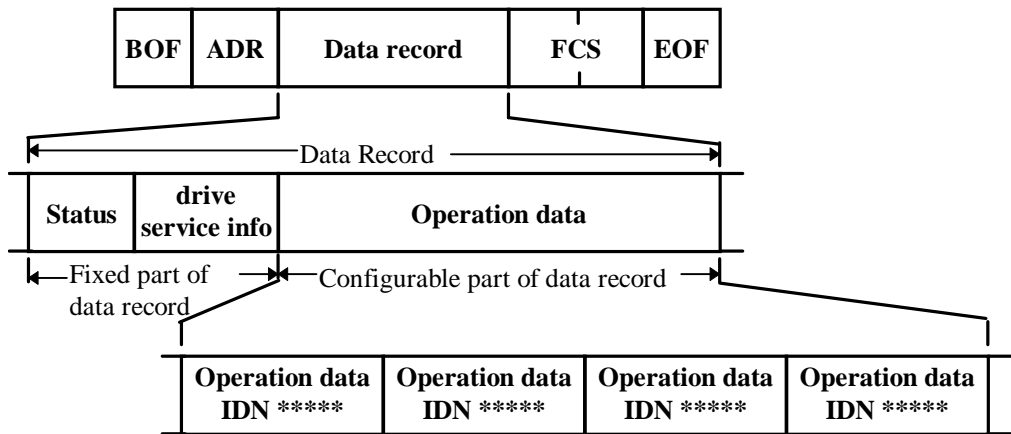 BOF ADR Data record FCS EOF
Data Record
Status drive service info Operation data
Fixed part of data record Configurable part of data record
Operation data IDN ***** Operation data IDN ***** Operation data IDN ***** Operation data IDN *****